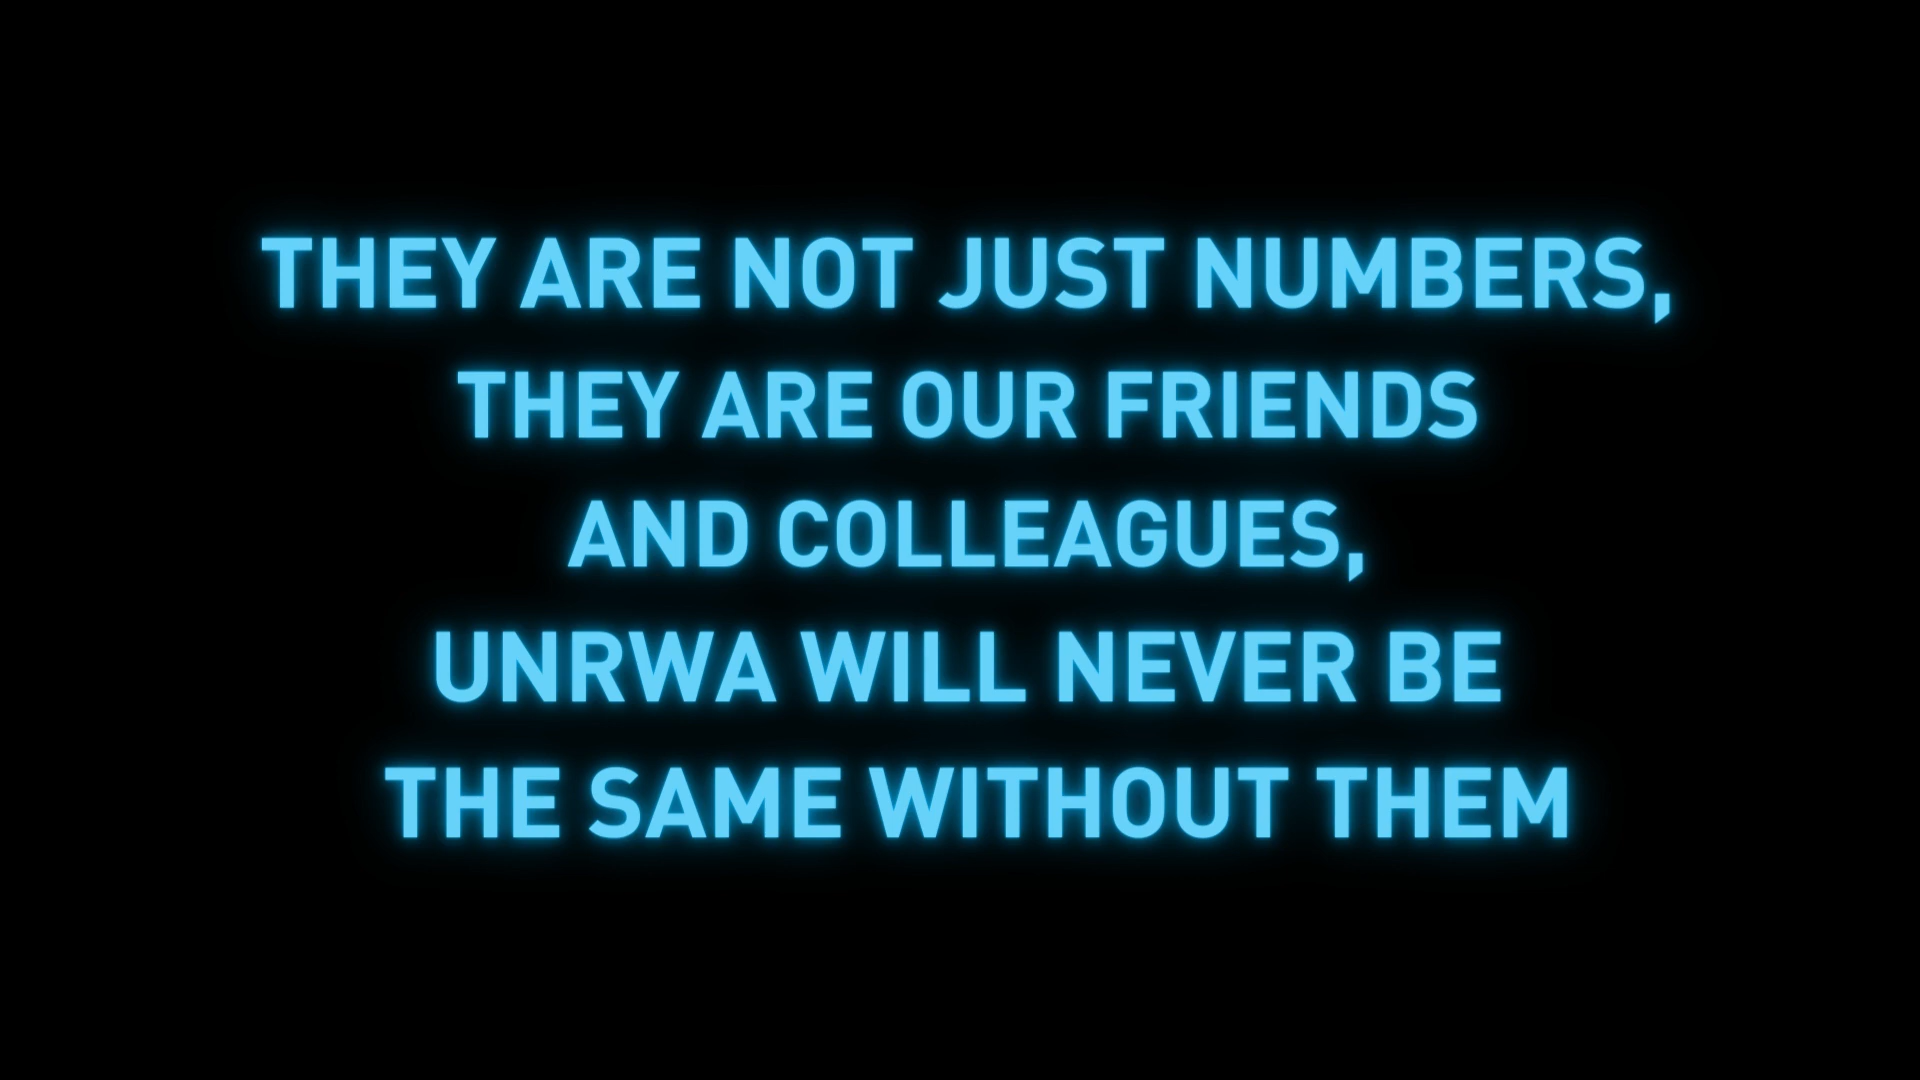 THEY ARE NOT JUST NUMBERS,
THEY ARE OUR FRIENDS
AND COLLEAGUES,
UNRWA WILL NEVER BE
THE SAME WITHOUT THEM